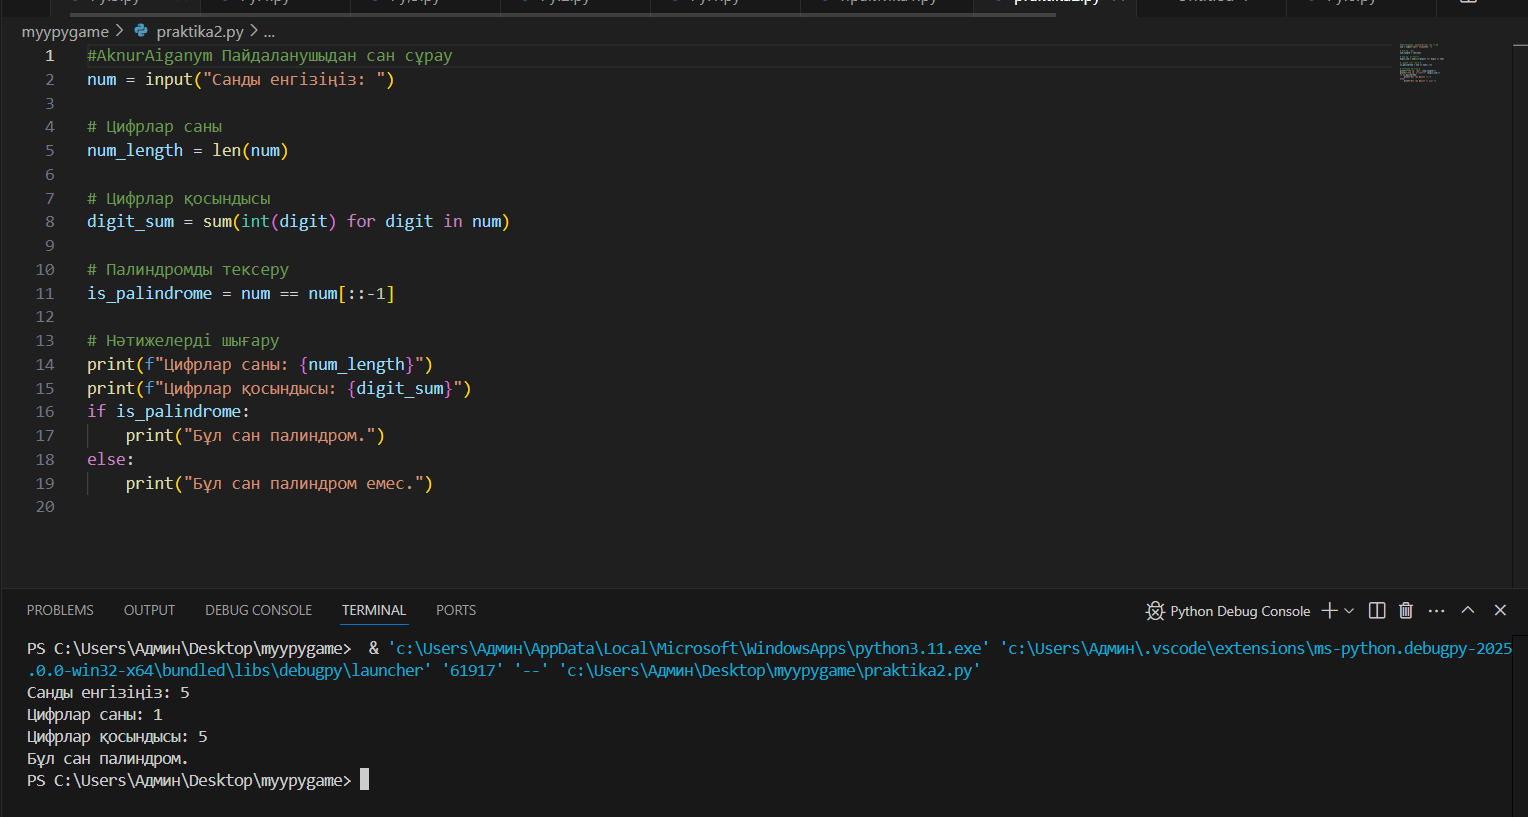 myypygame > praktika2.py > ...
1 #AknurAiganym Пайдаланушыдан сан сұрау
2 num = input("Санды енгізіңіз: ")
3
4 # Цифрлар саны
5 num_length = len(num)
6
7 # Цифрлар қосындысы
8 digit_sum = sum(int(digit) for digit in num)
9
10 # Палиндромды тексеру
11 is_palindrome = num == num[::-1]
12
13 # Нәтижелерді шығару
14 print(f"Цифрлар саны: {num_length}")
15 print(f"Цифрлар қосындысы: {digit_sum}")
16 if is_palindrome:
17 print("Бұл сан палиндром.")
18 else:
19 print("Бұл сан палиндром емес.")
20
PROBLEMS OUTPUT DEBUG CONSOLE TERMINAL PORTS Python Debug Console
PS C:\Users\Админ\Desktop\myypygame>  & 'c:\Users\Админ\AppData\Local\Microsoft\WindowsApps\python3.11.exe' 'c:\Users\Админ\.vscode\extensions\ms-python.debugpy-2025
.0.0-win32-x64\bundled\libs\debugpy\launcher' '61917' '--' 'c:\Users\Админ\Desktop\myypygame\praktika2.py'
Санды енгізіңіз: 5
Цифрлар саны: 1
Цифрлар қосындысы: 5
Бұл сан палиндром.
PS C:\Users\Админ\Desktop\myypygame>